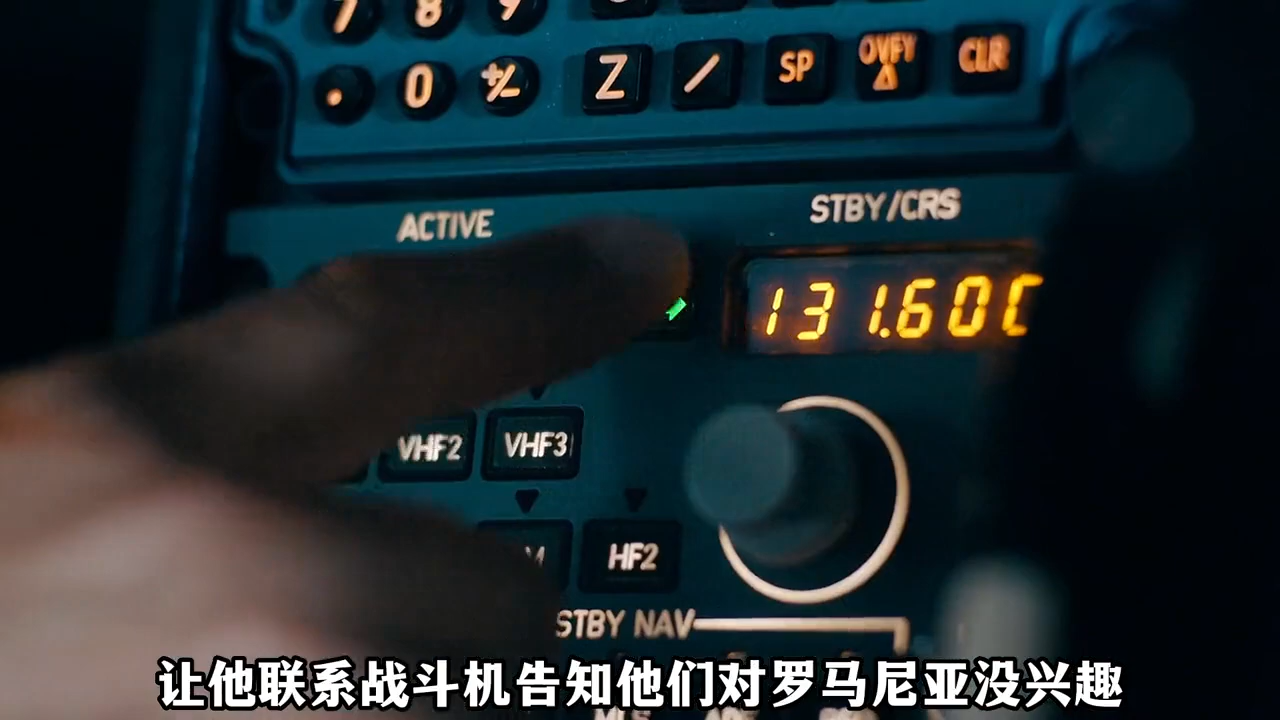 7 8 9
. 0 +/- Z / SP OVFY Δ CLR
ACTIVE STBY/CRS
131.600
VHF2 VHF3
HF2
STBY NAV
让他联系战斗机告知他们对罗马尼亚没兴趣